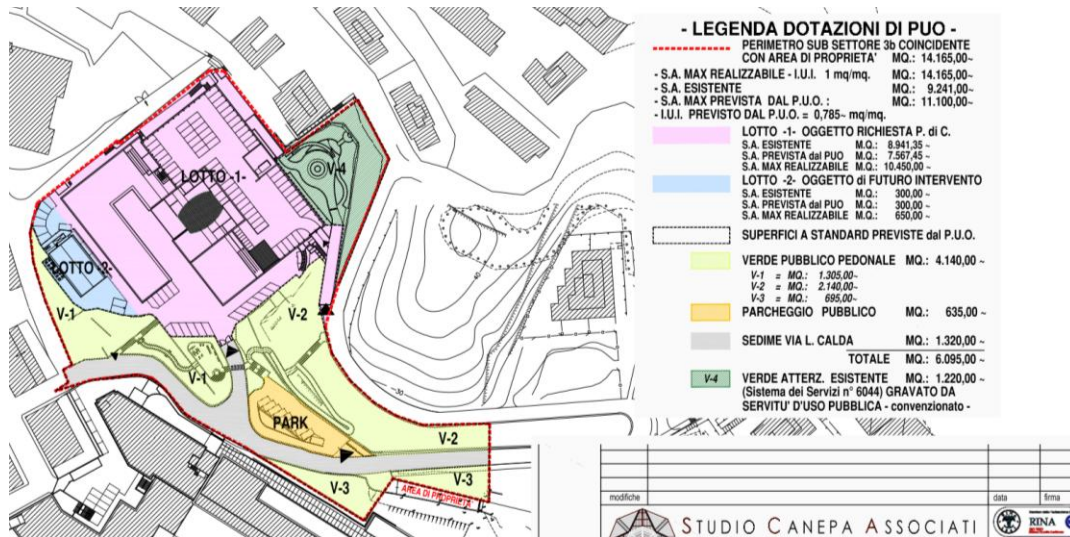 - LEGENDA DOTAZIONI DI PUO -
PERIMETRO SUB SETTORE 3b COINCIDENTE
CON AREA DI PROPRIETA' MQ.: 14.165,00~
- S.A. MAX REALIZZABILE - I.U.I. 1 mq/mq. MQ.: 14.165,00~
- S.A. ESISTENTE MQ.: 9.241,00~
- S.A. MAX PREVISTA DAL P.U.O. : MQ.: 11.100,00~
- I.U.I. PREVISTO DAL P.U.O. = 0,785~ mq/mq.
LOTTO -1- OGGETTO RICHIESTA P. di C.
S.A. ESISTENTE M.Q.: 8.941,35 ~
S.A. PREVISTA dal PUO M.Q.: 7.567,45 ~
S.A. MAX REALIZZABILE M.Q.: 10.450,00 ~
LOTTO -2- OGGETTO di FUTURO INTERVENTO
S.A. ESISTENTE M.Q.: 300,00 ~
S.A. PREVISTA dal PUO M.Q.: 300,00 ~
S.A. MAX REALIZZABILE M.Q.: 650,00 ~
SUPERFICI A STANDARD PREVISTE dal P.U.O.
VERDE PUBBLICO PEDONALE MQ.: 4.140,00 ~
V-1 = MQ.: 1.305,00~
V-2 = MQ.: 2.140,00~
V-3 = MQ.: 695,00~
PARCHEGGIO PUBBLICO MQ.: 635,00 ~
SEDIME VIA L. CALDA MQ.: 1.320,00 ~
TOTALE MQ.: 6.095,00 ~
V-4 VERDE ATTERZ. ESISTENTE MQ.: 1.220,00 ~
(Sistema dei Servizi n° 6044) GRAVATO DA
SERVITU' D'USO PUBBLICA - convenzionato -
LOTTO -1-
V-4
LOTTO -2-
V-1
V-2
V-1
PARK
V-2
V-3
V-3
AREA DI PROPRIETA'
modifiche data firma
STUDIO CANEPA ASSOCIATI
RINA